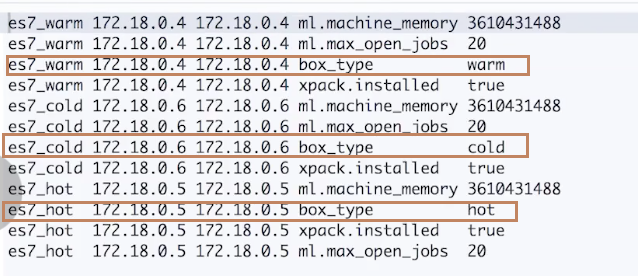 es7_warm 172.18.0.4 172.18.0.4 ml.machine_memory 3610431488
es7_warm 172.18.0.4 172.18.0.4 ml.max_open_jobs 20
es7_warm 172.18.0.4 172.18.0.4 box_type warm
es7_warm 172.18.0.4 172.18.0.4 xpack.installed true
es7_cold 172.18.0.6 172.18.0.6 ml.machine_memory 3610431488
es7_cold 172.18.0.6 172.18.0.6 ml.max_open_jobs 20
es7_cold 172.18.0.6 172.18.0.6 box_type cold
es7_cold 172.18.0.6 172.18.0.6 xpack.installed true
es7_hot 172.18.0.5 172.18.0.5 ml.machine_memory 3610431488
es7_hot 172.18.0.5 172.18.0.5 box_type hot
es7_hot 172.18.0.5 172.18.0.5 xpack.installed true
es7_hot 172.18.0.5 172.18.0.5 ml.max_open_jobs 20